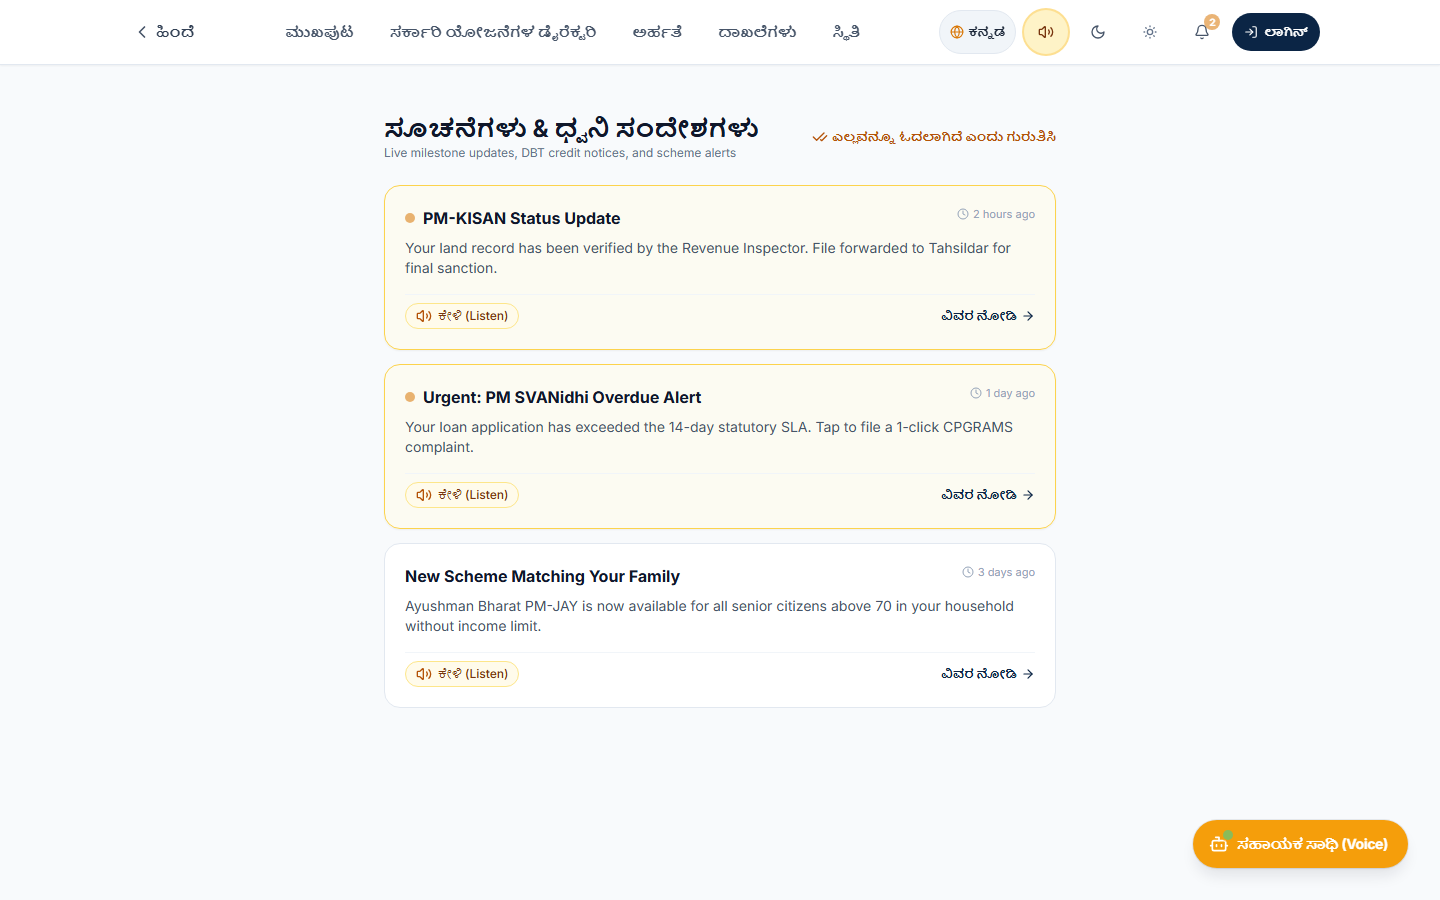 ಹಿಂದೆ
ಮುಖಪುಟ
ಸರ್ಕಾರಿ ಯೋಜನೆಗಳ ಡೈರೆಕ್ಟರಿ
ಅರ್ಹತೆ
ದಾಖಲೆಗಳು
ಸ್ಥಿತಿ
ಕನ್ನಡ
2
ಲಾಗಿನ್
ಸೂಚನೆಗಳು & ಧ್ವನಿ ಸಂದೇಶಗಳು
Live milestone updates, DBT credit notices, and scheme alerts
ಎಲ್ಲವನ್ನೂ ಓದಲಾಗಿದೆ ಎಂದು ಗುರುತಿಸಿ
PM-KISAN Status Update
2 hours ago
Your land record has been verified by the Revenue Inspector. File forwarded to Tahsildar for
final sanction.
ಕೇಳಿ (Listen)
ವಿವರ ನೋಡಿ
Urgent: PM SVANidhi Overdue Alert
1 day ago
Your loan application has exceeded the 14-day statutory SLA. Tap to file a 1-click CPGRAMS
complaint.
ಕೇಳಿ (Listen)
ವಿವರ ನೋಡಿ
New Scheme Matching Your Family
3 days ago
Ayushman Bharat PM-JAY is now available for all senior citizens above 70 in your household
without income limit.
ಕೇಳಿ (Listen)
ವಿವರ ನೋಡಿ
ಸಹಾಯಕ ಸಾಥಿ (Voice)